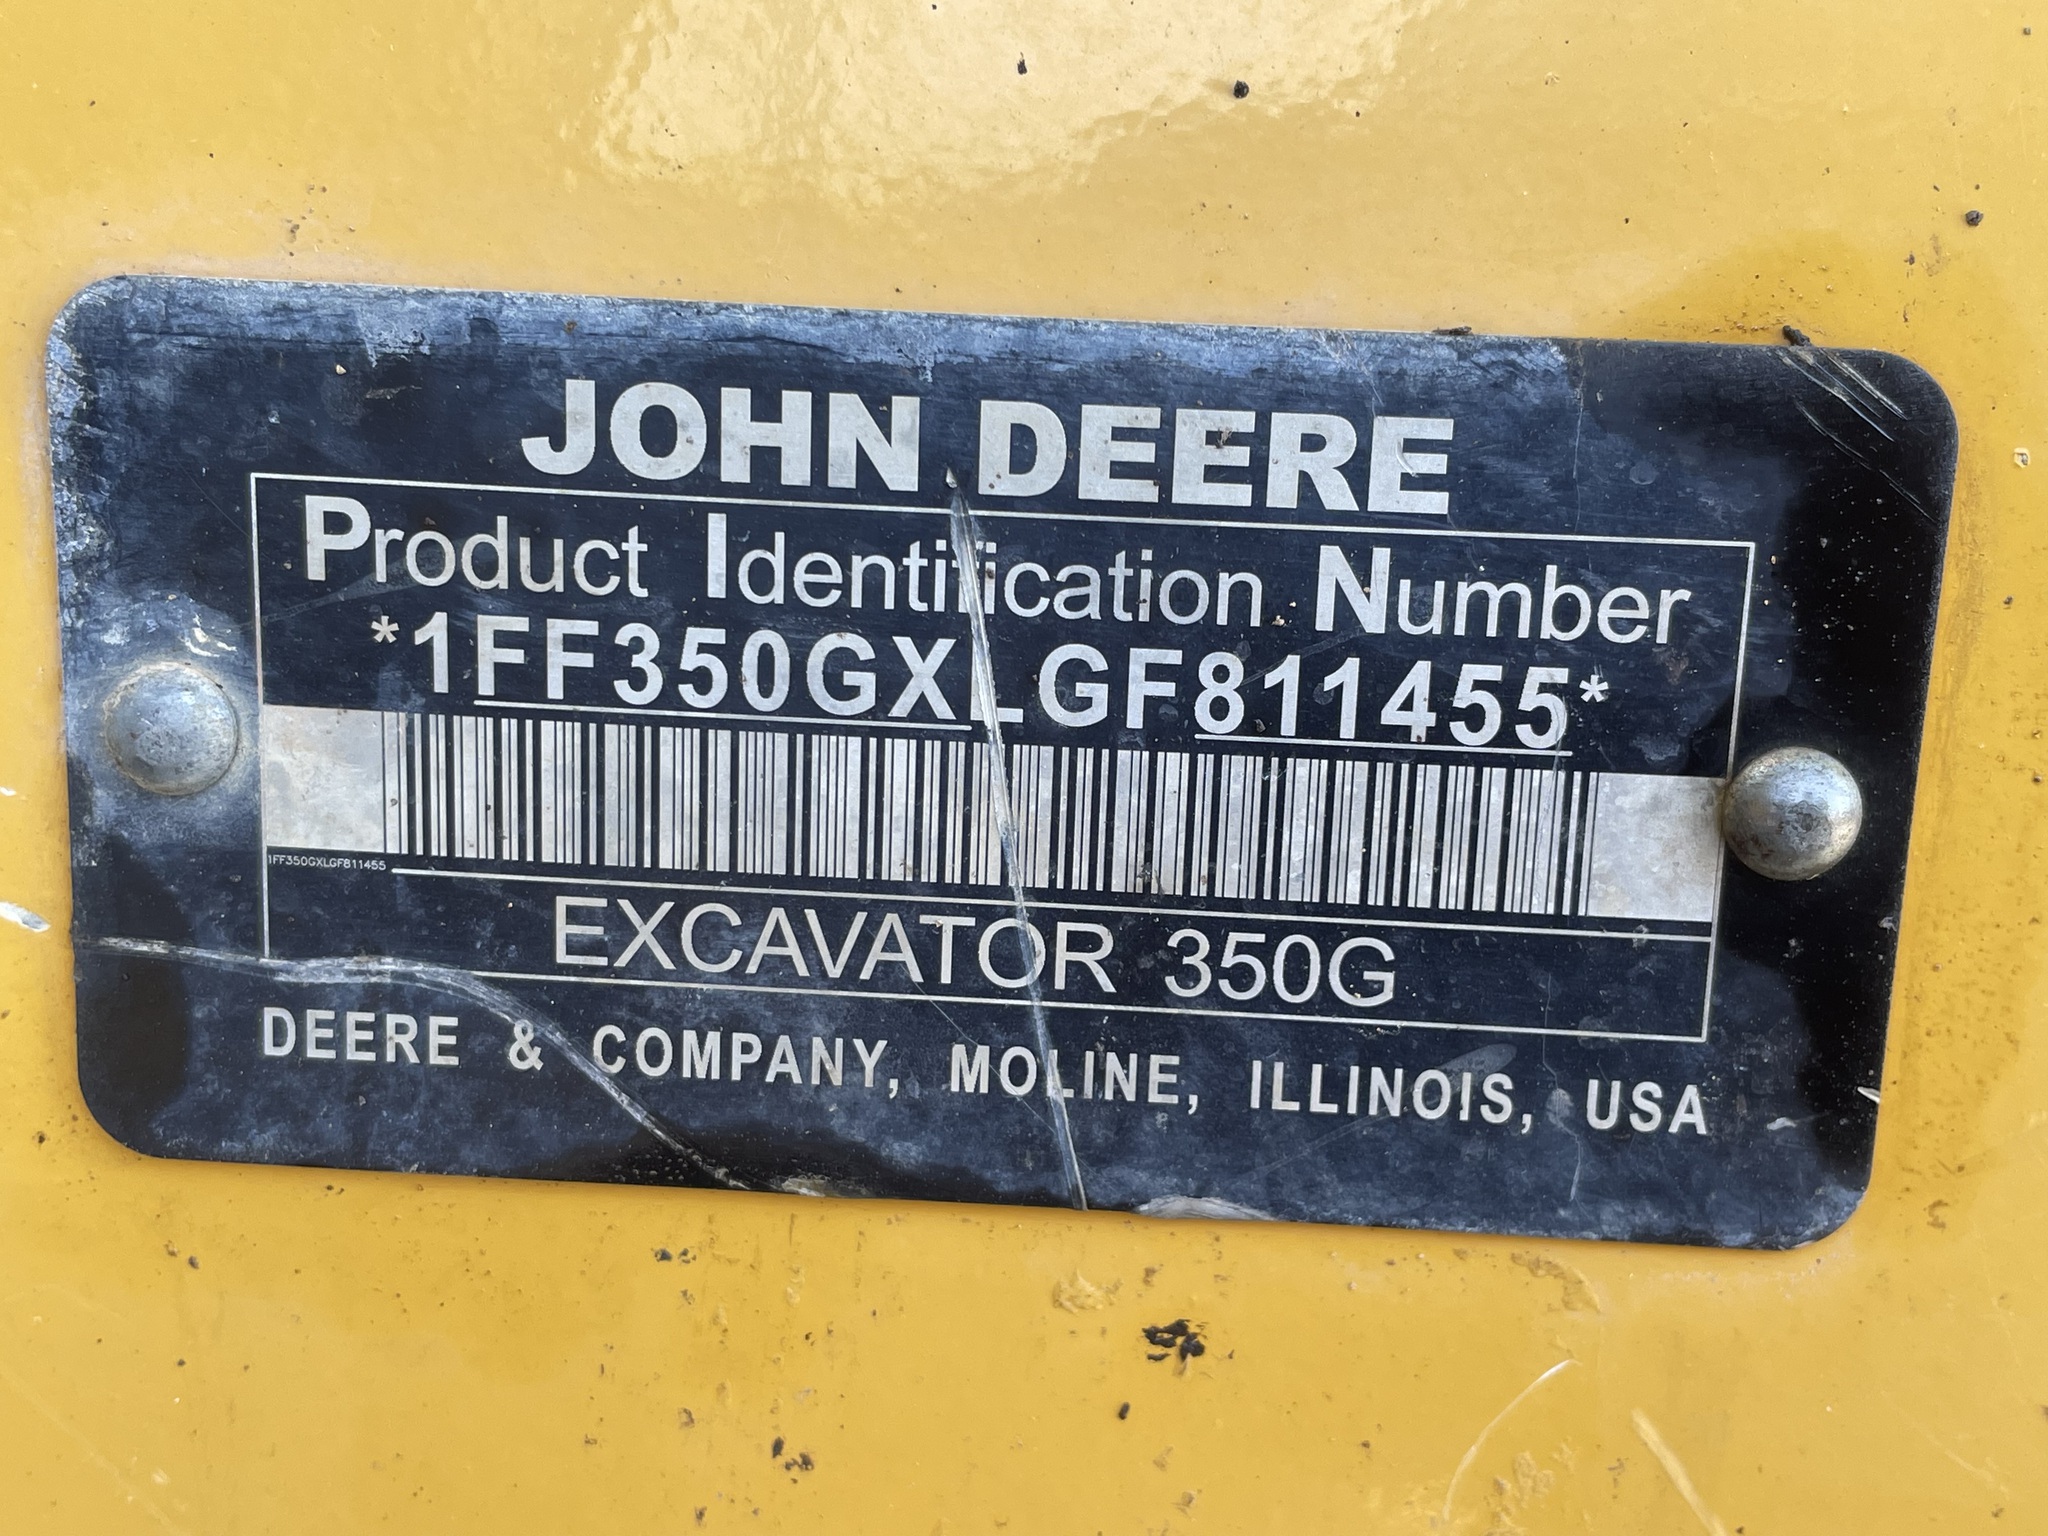 JOHN DEERE
Product Identification Number
*1FF350GXLGF811455*
1FF350GXLGF811455
EXCAVATOR 350G
DEERE & COMPANY, MOLINE, ILLINOIS, USA